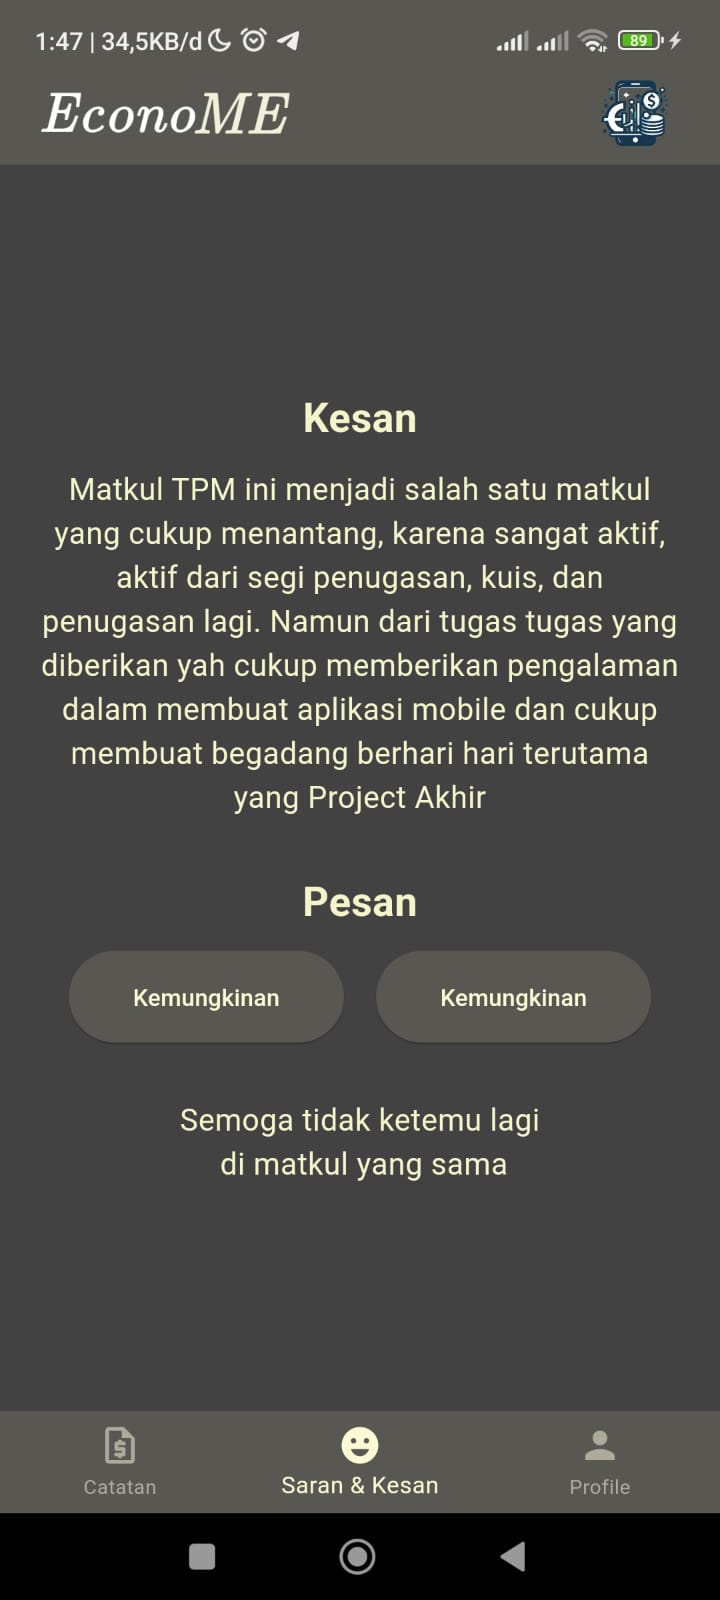 1:47 | 34,5KB/d
89
EconoME
Kesan
Matkul TPM ini menjadi salah satu matkul
yang cukup menantang, karena sangat aktif,
aktif dari segi penugasan, kuis, dan
penugasan lagi. Namun dari tugas tugas yang
diberikan yah cukup memberikan pengalaman
dalam membuat aplikasi mobile dan cukup
membuat begadang berhari hari terutama
yang Project Akhir
Pesan
Kemungkinan Kemungkinan
Semoga tidak ketemu lagi
di matkul yang sama
Catatan Saran & Kesan Profile